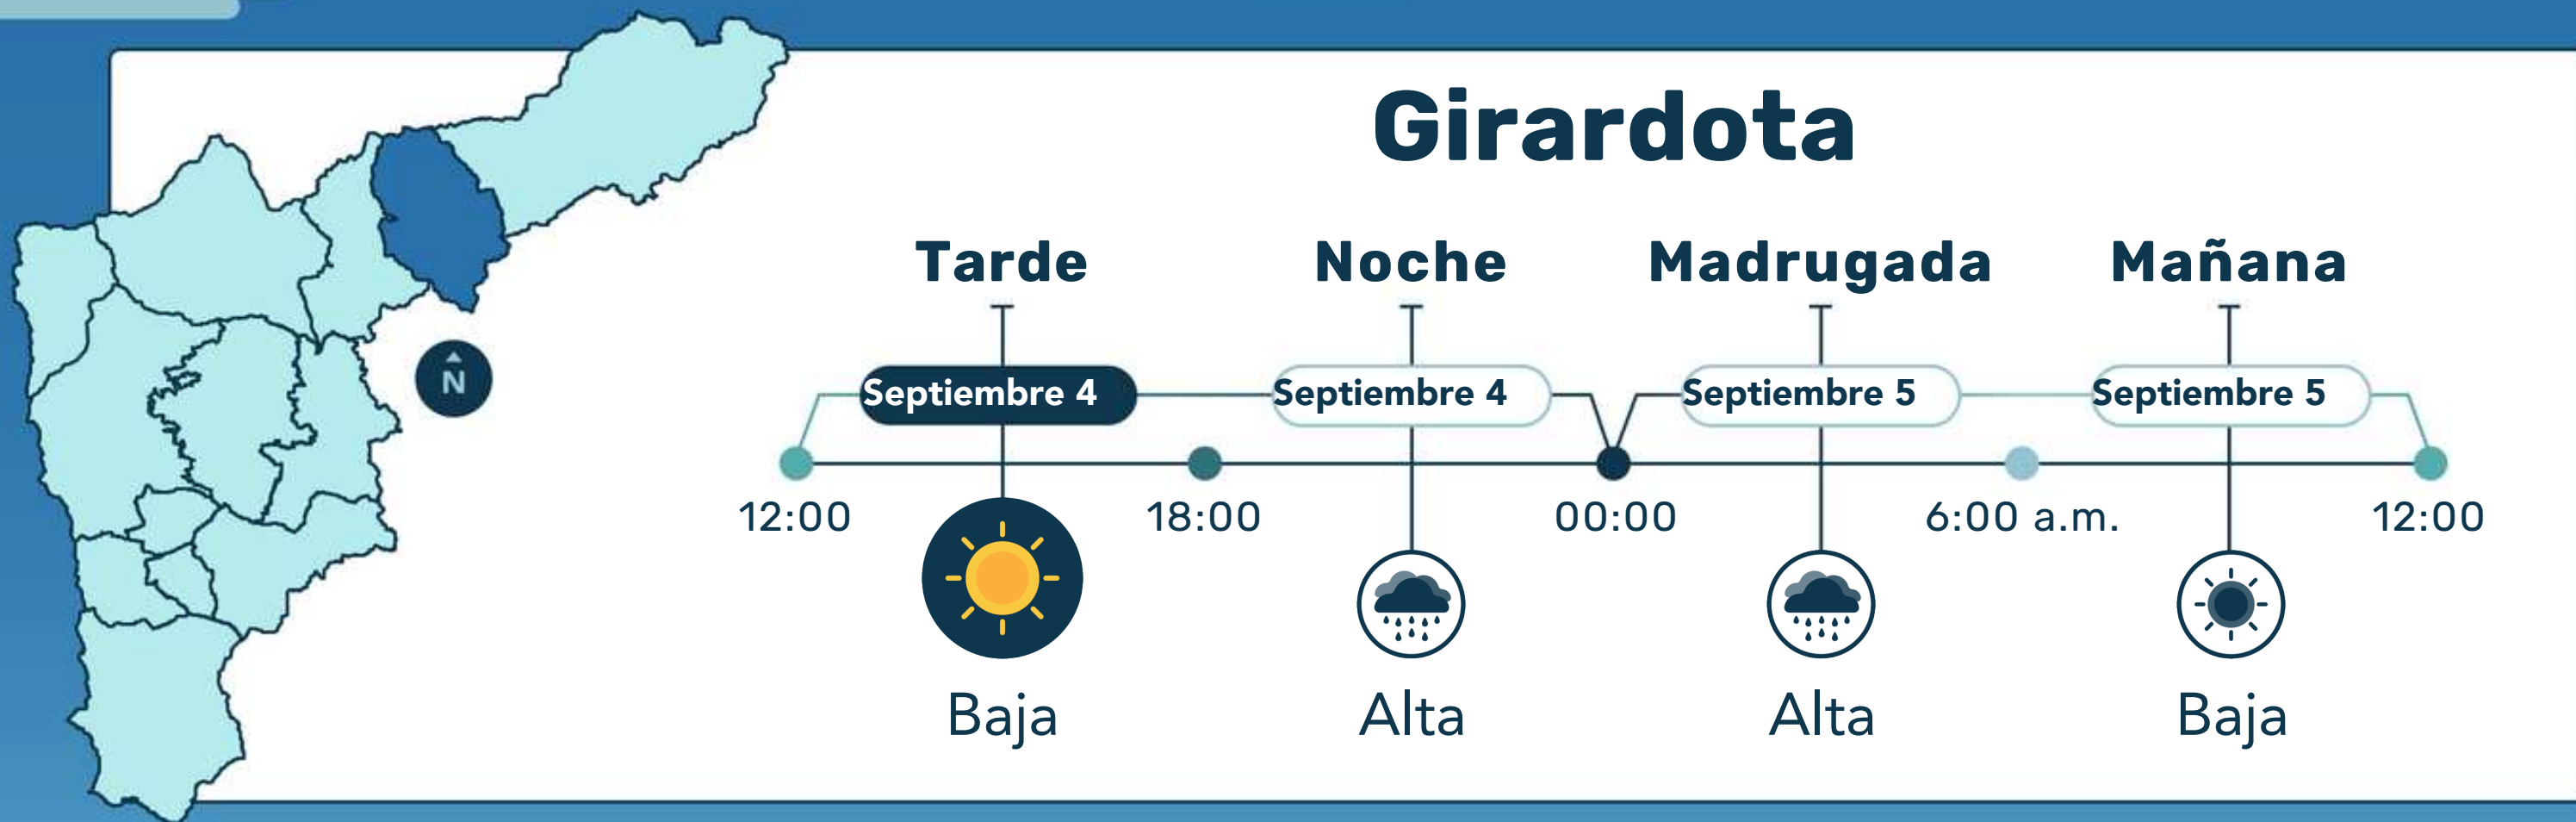 Girardota
Tarde Noche Madrugada Mañana
Septiembre 4 Septiembre 4 Septiembre 5 Septiembre 5
N
12:00 18:00 00:00 6:00 a.m. 12:00
Baja Alta Alta Baja